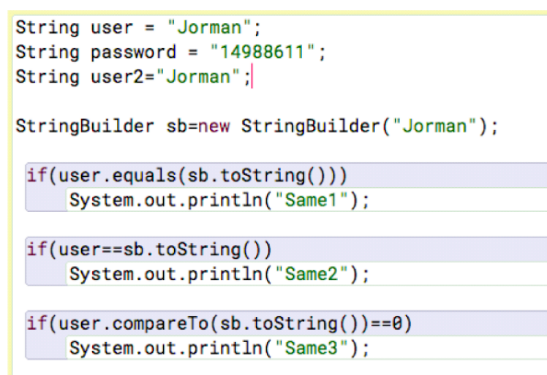 String user = "Jorman";
String password = "14988611";
String user2="Jorman";
StringBuilder sb=new StringBuilder("Jorman");
if(user.equals(sb.toString()))
System.out.println("Same1");
if(user==sb.toString())
System.out.println("Same2");
if(user.compareTo(sb.toString())==0)
System.out.println("Same3");